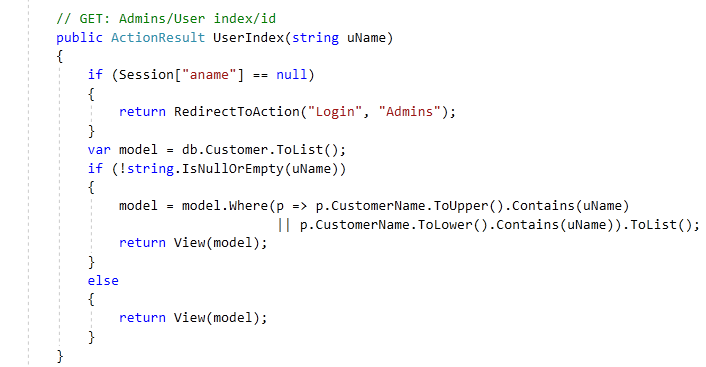 // GET: Admins/User index/id
public ActionResult UserIndex(string uName)
{
    if (Session["aname"] == null)
    {
        return RedirectToAction("Login", "Admins");
    }
    var model = db.Customer.ToList();
    if (!string.IsNullOrEmpty(uName))
    {
        model = model.Where(p => p.CustomerName.ToUpper().Contains(uName)
                            || p.CustomerName.ToLower().Contains(uName)).ToList();
        return View(model);
    }
    else
    {
        return View(model);
    }
}